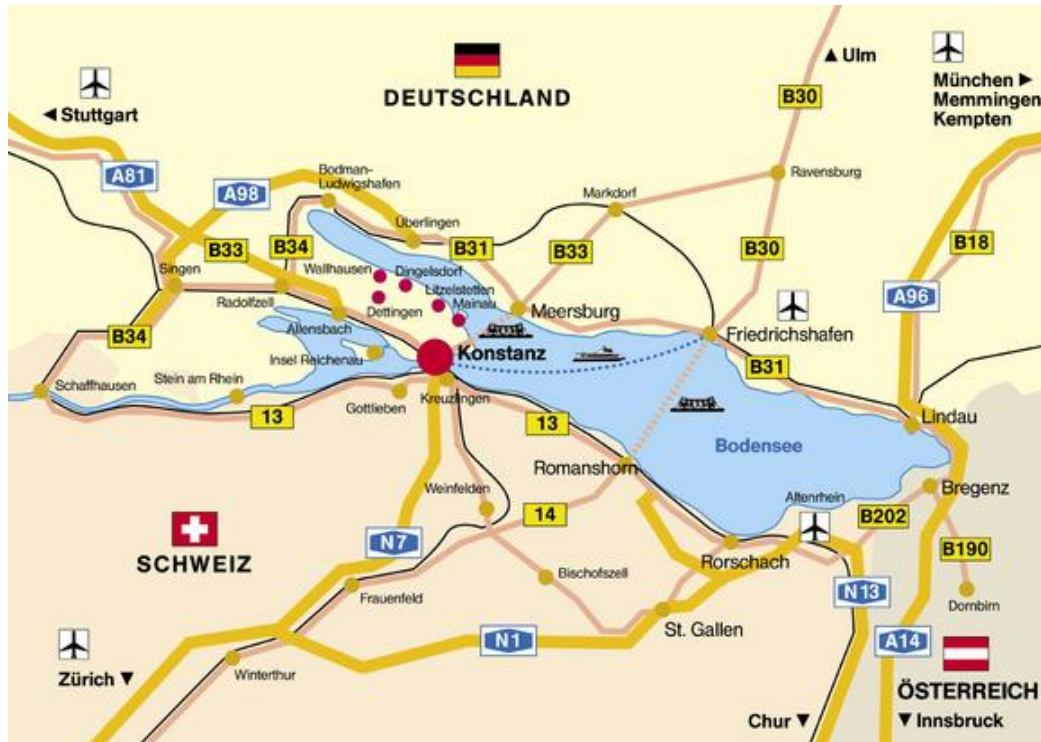 Ulm
B30
München
Memmingen
Kempten
DEUTSCHLAND
Stuttgart
A81
A98
Bodman-
Ludwigshafen
Ravensburg
Markdorf
Überlingen
B33
B34
B31
B33
B30
B18
Wallhausen
Dingelsdorf
Singen
Litzelstetten
Mainau
A96
Radolfzell
Dettingen
Meersburg
Allensbach
B34
Friedrichshafen
Insel Reichenau
Konstanz
B31
Schaffhausen
Stein am Rhein
Gottlieben
Kreuzlingen
13
13
Lindau
Bodensee
Romanshorn
Weinfelden
Altenrhein
Bregenz
14
B202
SCHWEIZ
N7
B190
Rorschach
Bischofszell
Frauenfeld
N13
Dornbirn
St. Gallen
N1
A14
Winterthur
Zürich
ÖSTERREICH
Chur
Innsbruck